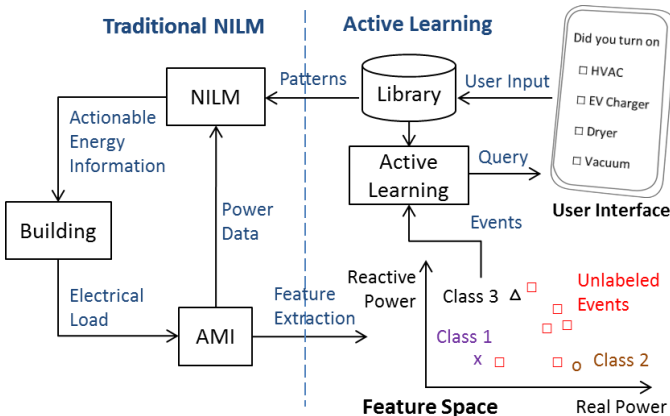 Traditional NILM
Active Learning
Did you turn on
HVAC
EV Charger
Dryer
Vacuum
User Interface
NILM
Patterns
Library
User Input
Actionable
Energy
Information
Active
Learning
Query
Building
Power
Data
Events
Electrical
Load
AMI
Feature
Extraction
Reactive
Power
Class 3
Unlabeled
Events
Class 1
x
Class 2
Feature Space
Real Power